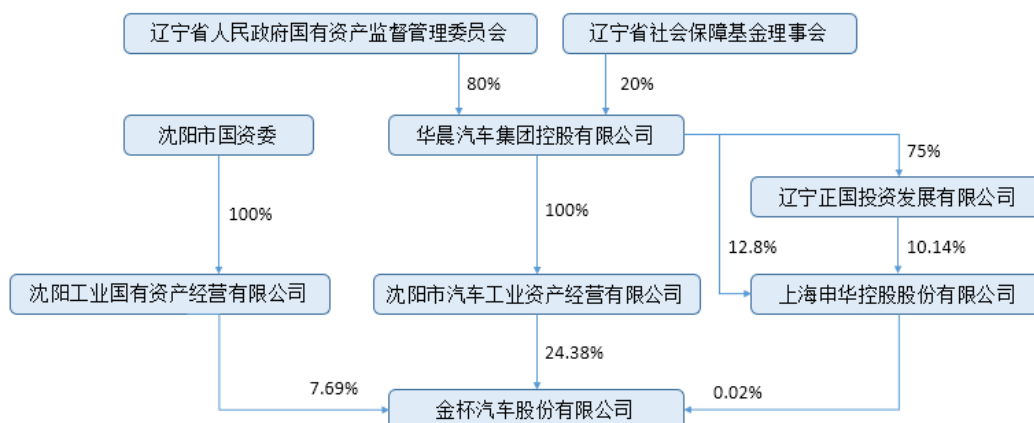 辽宁省人民政府国有资产监督管理委员会
辽宁省社会保障基金理事会
80%
20%
沈阳市国资委
华晨汽车集团控股有限公司
75%
辽宁正国投资发展有限公司
100%
100%
12.8%
10.14%
沈阳工业国有资产经营有限公司
沈阳市汽车工业资产经营有限公司
上海申华控股股份有限公司
24.38%
7.69%
0.02%
金杯汽车股份有限公司